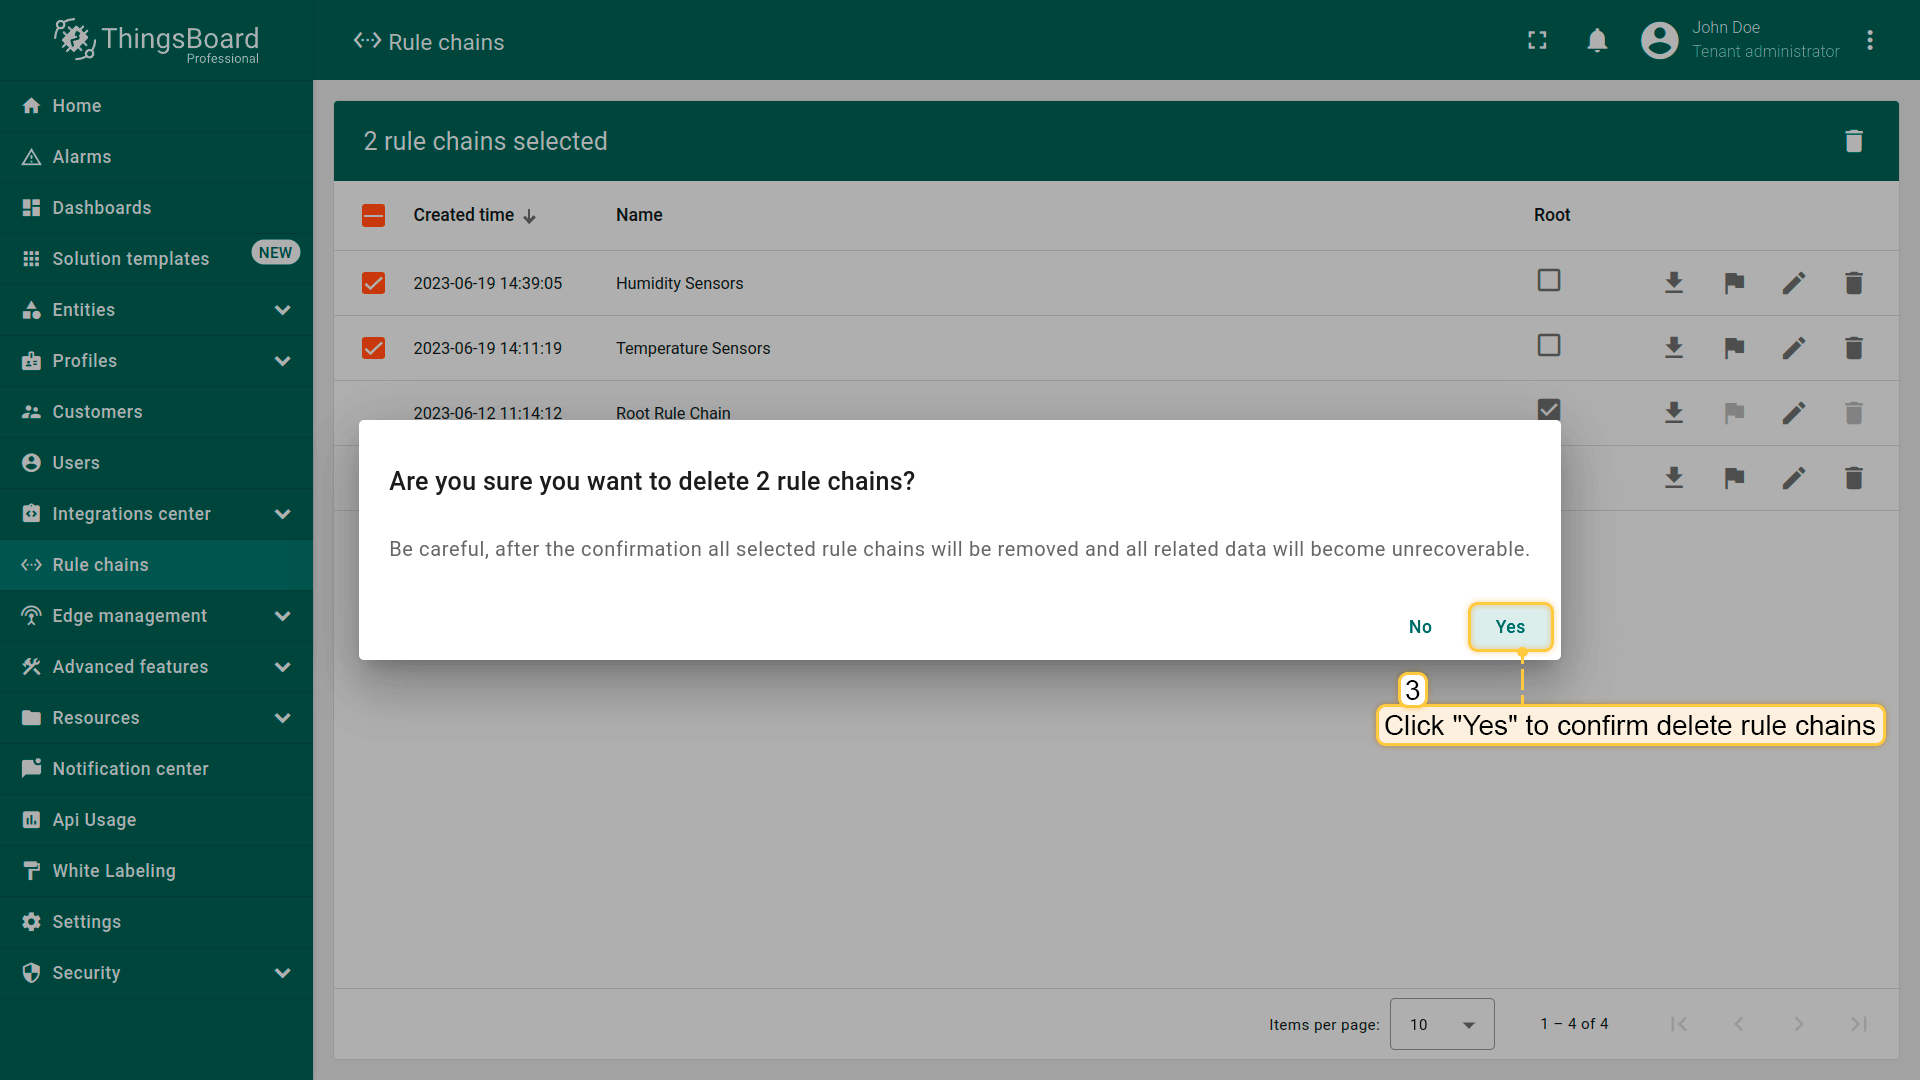 ThingsBoard
Professional
Rule chains
John Doe
Tenant administrator
Home
Alarms
Dashboards
Solution templates
NEW
Entities
Profiles
Customers
Users
Integrations center
Rule chains
Edge management
Advanced features
Resources
Notification center
Api Usage
White Labeling
Settings
Security
2 rule chains selected
Created time Name Root
2023-06-19 14:39:05 Humidity Sensors
2023-06-19 14:11:19 Temperature Sensors
2023-06-12 11:14:12 Root Rule Chain
Are you sure you want to delete 2 rule chains?
Be careful, after the confirmation all selected rule chains will be removed and all related data will become unrecoverable.
No Yes
3
Click "Yes" to confirm delete rule chains
Items per page: 10 1 – 4 of 4